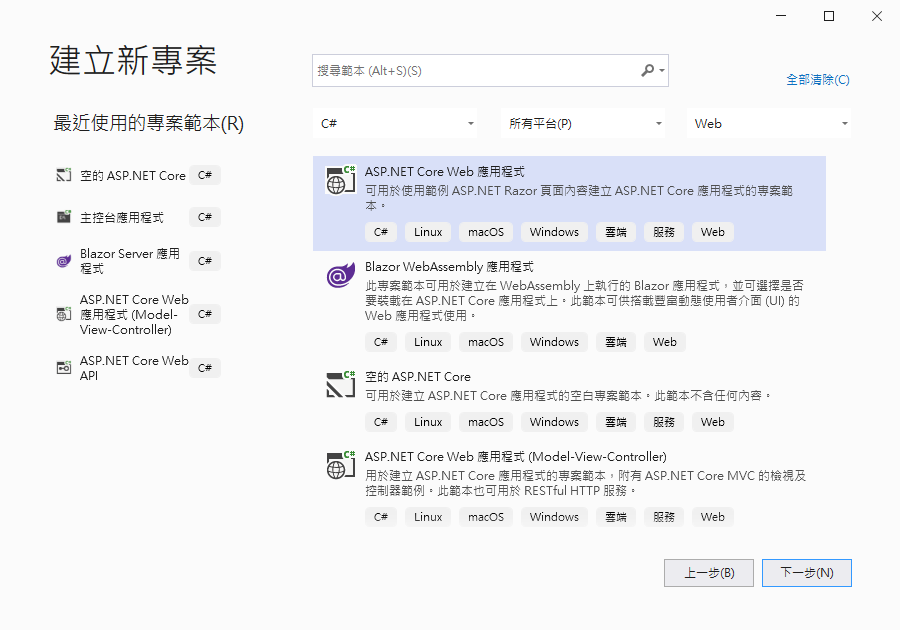 建立新專案
搜尋範本 (Alt+S)(S)
全部清除(C)
最近使用的專案範本(R)
C#
所有平台(P)
Web
空的 ASP.NET Core
C#
主控台應用程式
C#
Blazor Server 應用
程式
C#
ASP.NET Core Web
應用程式 (Model-
View-Controller)
C#
ASP.NET Core Web
API
C#
ASP.NET Core Web 應用程式
可用於使用範例 ASP.NET Razor 頁面內容建立 ASP.NET Core 應用程式的專案範
本。
C# Linux macOS Windows 雲端 服務 Web
Blazor WebAssembly 應用程式
此專案範本可用於建立在 WebAssembly 上執行的 Blazor 應用程式，並可選擇是否
要裝載在 ASP.NET Core 應用程式上。此範本可供搭載豐富動態使用者介面 (UI) 的
Web 應用程式使用。
C# Linux macOS Windows 雲端 Web
空的 ASP.NET Core
可用於建立 ASP.NET Core 應用程式的空白專案範本。此範本不含任何內容。
C# Linux macOS Windows 雲端 服務 Web
ASP.NET Core Web 應用程式 (Model-View-Controller)
用於建立 ASP.NET Core 應用程式的專案範本，附有 ASP.NET Core MVC 的檢視及
控制器範例。此範本也可用於 RESTful HTTP 服務。
C# Linux macOS Windows 雲端 服務 Web
上一步(B)
下一步(N)